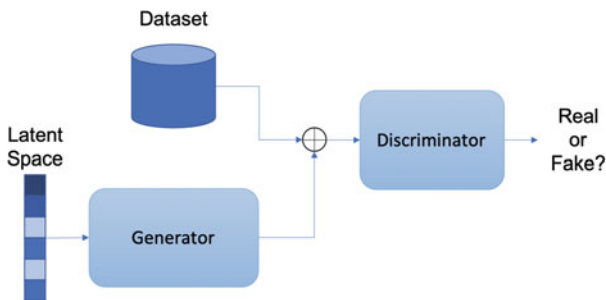 Dataset
Latent
Space
Generator
Discriminator
Real
or
Fake?